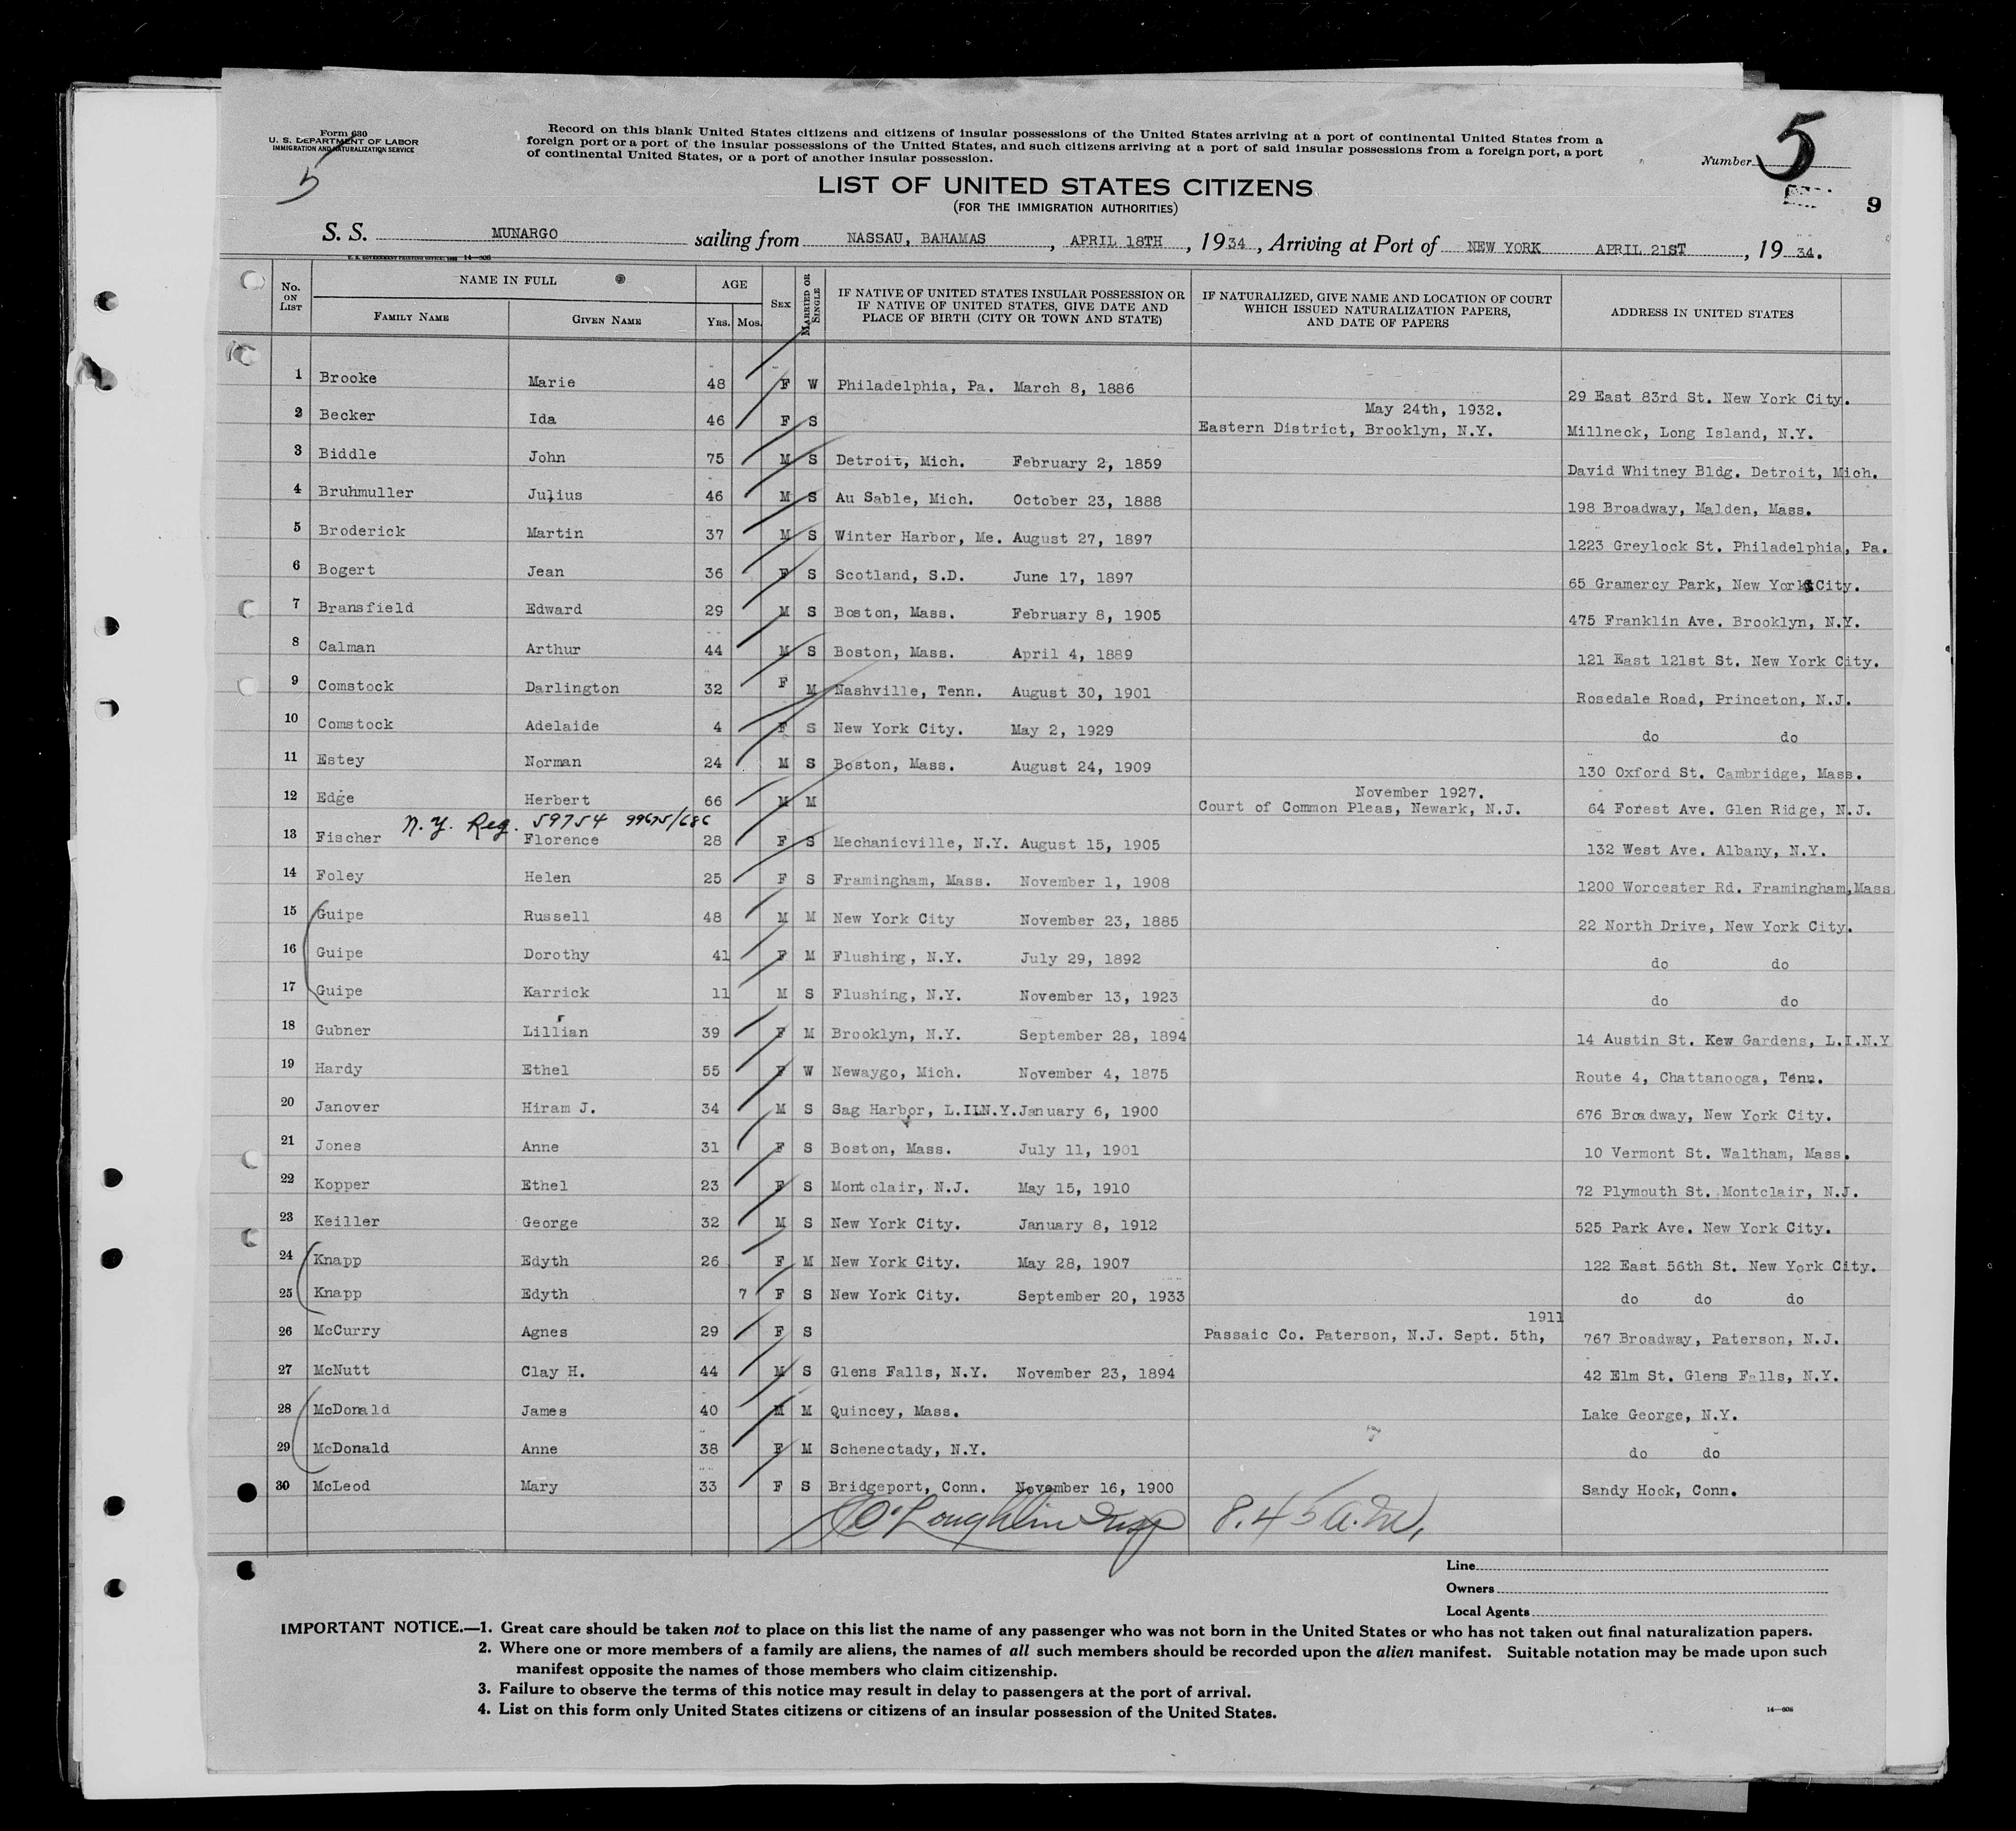 Form 630
U. S. DEPARTMENT OF LABOR
IMMIGRATION AND NATURALIZATION SERVICE
5
Record on this blank United States citizens and citizens of insular possessions of the United States arriving at a port of continental United States from a
foreign port or a port of the insular possessions of the United States, and such citizens arriving at a port of said insular possessions from a foreign port, a port
of continental United States, or a port of another insular possession.
Number 5
9
LIST OF UNITED STATES CITIZENS
(FOR THE IMMIGRATION AUTHORITIES)
S. S. MUNARGO sailing from NASSAU, BAHAMAS, APRIL 18TH, 1934, Arriving at Port of NEW YORK APRIL 21ST, 1934.
No. ON LIST NAME IN FULL AGE SEX MARRIED OR SINGLE IF NATIVE OF UNITED STATES INSULAR POSSESSION OR IF NATIVE OF UNITED STATES, GIVE DATE AND PLACE OF BIRTH (CITY OR TOWN AND STATE) IF NATURALIZED, GIVE NAME AND LOCATION OF COURT WHICH ISSUED NATURALIZATION PAPERS, AND DATE OF PAPERS ADDRESS IN UNITED STATES
FAMILY NAME GIVEN NAME YRS. MOS.
1 Brooke Marie 48 F W Philadelphia, Pa. March 8, 1886 29 East 83rd St. New York City.
2 Becker Ida 46 F S May 24th, 1932. Eastern District, Brooklyn, N.Y. Millneck, Long Island, N.Y.
3 Biddle John 75 M S Detroit, Mich. February 2, 1859 David Whitney Bldg. Detroit, Mich.
4 Bruhmuller Julius 46 M S Au Sable, Mich. October 23, 1888 198 Broadway, Malden, Mass.
5 Broderick Martin 37 M S Winter Harbor, Me. August 27, 1897 1223 Greylock St. Philadelphia, Pa.
6 Bogert Jean 36 F S Scotland, S.D. June 17, 1897 65 Gramercy Park, New York City.
7 Bransfield Edward 29 M S Boston, Mass. February 8, 1905 475 Franklin Ave. Brooklyn, N.Y.
8 Calman Arthur 44 M S Boston, Mass. April 4, 1889 121 East 121st St. New York City.
9 Comstock Darlington 32 F M Nashville, Tenn. August 30, 1901 Rosedale Road, Princeton, N.J.
10 Comstock Adelaide 4 F S New York City. May 2, 1929 do do
11 Estey Norman 24 M S Boston, Mass. August 24, 1909 130 Oxford St. Cambridge, Mass.
12 Edge Herbert 66 M M November 1927. Court of Common Pleas, Newark, N.J. 64 Forest Ave. Glen Ridge, N.J.
N.Y. Reg. 59754 99675/686
13 Fischer Florence 28 F S Mechanicville, N.Y. August 15, 1905 132 West Ave. Albany, N.Y.
14 Foley Helen 25 F S Framingham, Mass. November 1, 1908 1200 Worcester Rd. Framingham,Mass
15 Guipe Russell 48 M M New York City November 23, 1885 22 North Drive, New York City.
16 Guipe Dorothy 41 F M Flushing, N.Y. July 29, 1892 do do
17 Guipe Karrick 11 M S Flushing, N.Y. November 13, 1923 do do
18 Gubner Lillian 39 F M Brooklyn, N.Y. September 28, 1894 14 Austin St. Kew Gardens, L.I.N.Y
19 Hardy Ethel 55 F W Newaygo, Mich. November 4, 1875 Route 4, Chattanooga, Tenn.
20 Janover Hiram J. 34 M S Sag Harbor, L.I.N.Y. January 6, 1900 676 Broadway, New York City.
21 Jones Anne 31 F S Boston, Mass. July 11, 1901 10 Vermont St. Waltham, Mass.
22 Kopper Ethel 23 F S Montclair, N.J. May 15, 1910 72 Plymouth St. Montclair, N.J.
23 Keiller George 32 M S New York City. January 8, 1912 525 Park Ave. New York City.
24 Knapp Edyth 26 F M New York City. May 28, 1907 122 East 56th St. New York City.
25 Knapp Edyth 7 F S New York City. September 20, 1933 do do do
26 McCurry Agnes 29 F S Passaic Co. Paterson, N.J. Sept. 5th, 1911 767 Broadway, Paterson, N.J.
27 McNutt Clay H. 44 M S Glens Falls, N.Y. November 23, 1894 42 Elm St. Glens Falls, N.Y.
28 McDonald James 40 M M Quincey, Mass. Lake George, N.Y.
29 McDonald Anne 38 F M Schenectady, N.Y. do do
30 McLeod Mary 33 F S Bridgeport, Conn. November 16, 1900 Sandy Hook, Conn.
O'Loughlin Insp 8.45 a.m.
Line
Owners
Local Agents
IMPORTANT NOTICE.—1. Great care should be taken not to place on this list the name of any passenger who was not born in the United States or who has not taken out final naturalization papers.
2. Where one or more members of a family are aliens, the names of all such members should be recorded upon the alien manifest. Suitable notation may be made upon such
manifest opposite the names of those members who claim citizenship.
3. Failure to observe the terms of this notice may result in delay to passengers at the port of arrival.
4. List on this form only United States citizens or citizens of an insular possession of the United States.
14—606